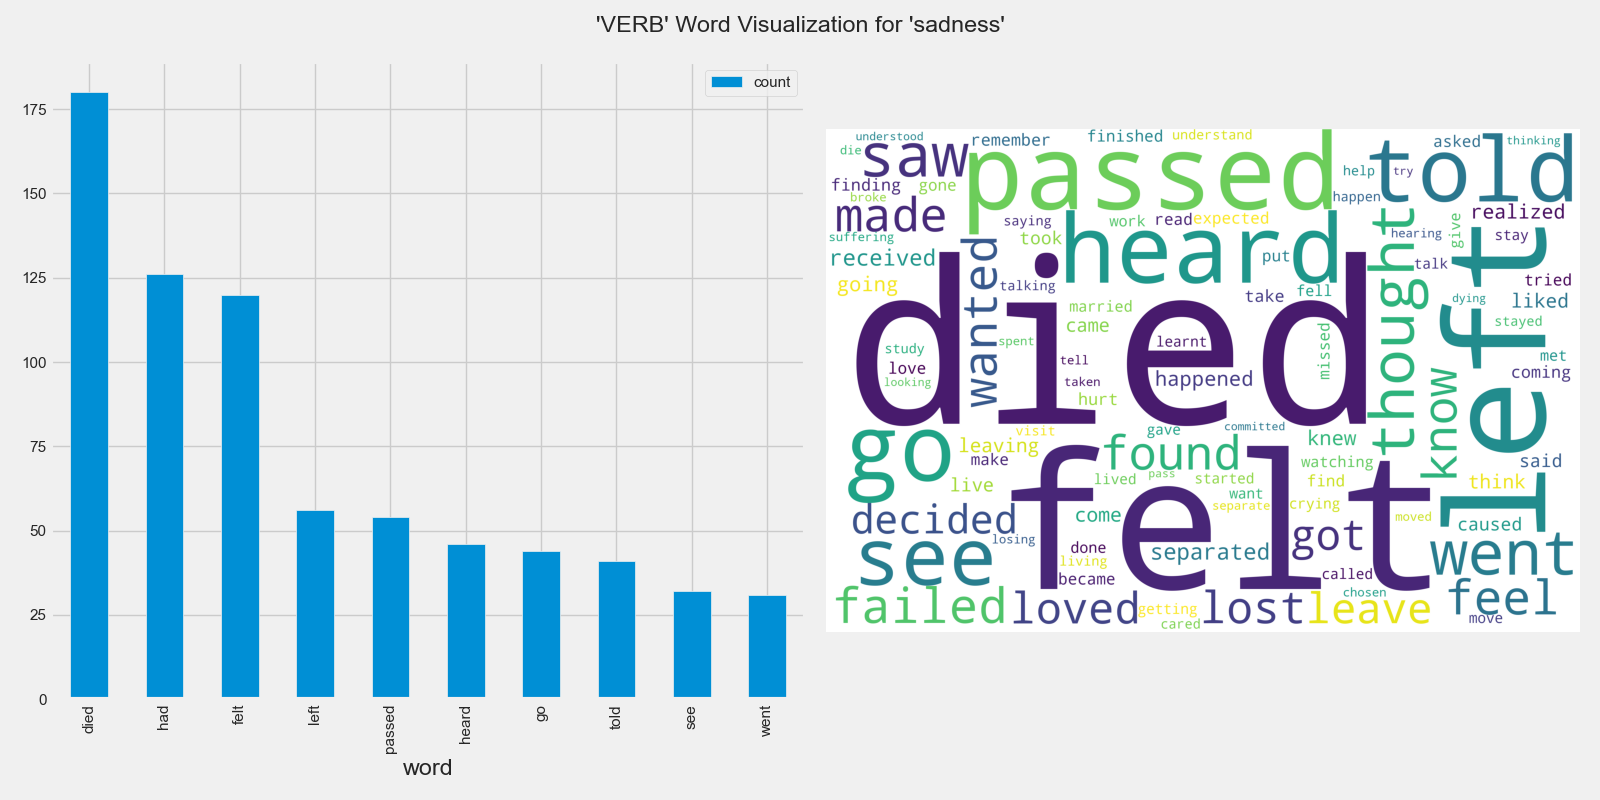 'VERB' Word Visualization for 'sadness'
count
175
150
125
100
75
50
25
0
died
had
felt
left
passed
heard
go
told
see
went
word
understood
die
saw
remember
finished
understand
passed
told
asked
thinking
help
try
happen
finding
gone
broke
made
saying
work
read
expected
realized
give
stay
hearing
suffering
took
heard
received
wanted
put
thought
talk
left
tried
going
talking
take
fell
dying
liked
married
came
died
missed
stayed
study
spent
learnt
met
love
tell
looking
taken
happened
coming
hurt
know
go
visit
gave
committed
leaving
found
knew
make
watching
said
lived
pass
started
find
think
live
want
felt
separate
crying
moved
decided
come
caused
losing
done
separated
got
see
living
went
became
called
chosen
failed
loved
getting
lost
leave
feel
cared
move